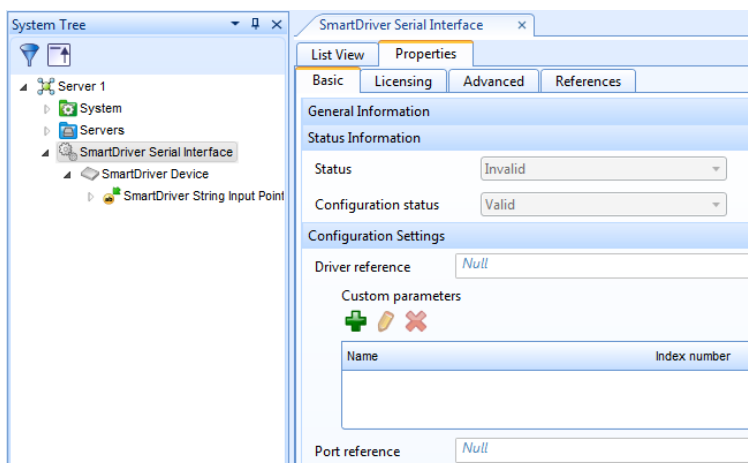 System Tree
Server 1
System
Servers
SmartDriver Serial Interface
SmartDriver Device
SmartDriver String Input Point
SmartDriver Serial Interface
List View Properties
Basic Licensing Advanced References
General Information
Status Information
Status Invalid
Configuration status Valid
Configuration Settings
Driver reference Null
Custom parameters
Name Index number
Port reference Null